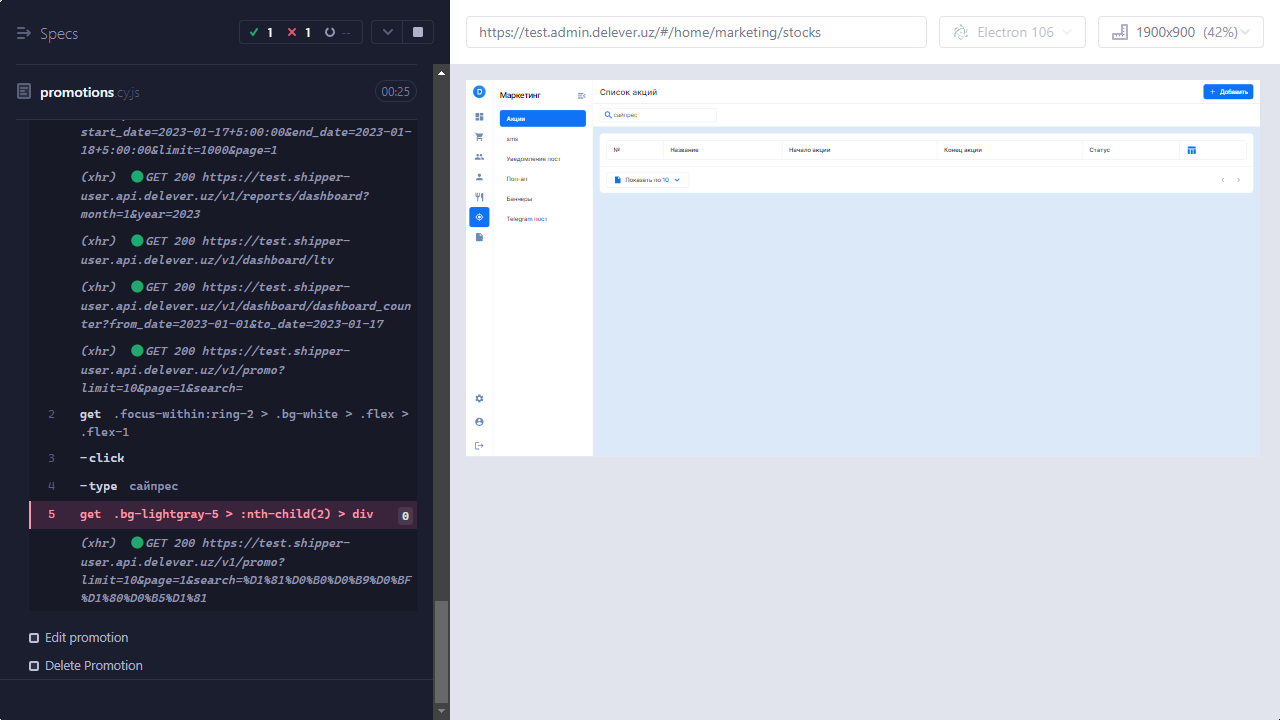 Specs
1
1
--
promotions.cy.js
00:25
start_date=2023-01-17+5:00:00&end_date=2023-01-
18+5:00:00&limit=1000&page=1
(xhr) GET 200 https://test.shipper-
user.api.delever.uz/v1/reports/dashboard?
month=1&year=2023
(xhr) GET 200 https://test.shipper-
user.api.delever.uz/v1/dashboard/ltv
(xhr) GET 200 https://test.shipper-
user.api.delever.uz/v1/dashboard/dashboard_coun
ter?from_date=2023-01-01&to_date=2023-01-17
(xhr) GET 200 https://test.shipper-
user.api.delever.uz/v1/promo?
limit=10&page=1&search=
2 get .focus-within:ring-2 > .bg-white > .flex >
.flex-1
3 -click
4 -type сайпрес
5 get .bg-lightgray-5 > :nth-child(2) > div 0
(xhr) GET 200 https://test.shipper-
user.api.delever.uz/v1/promo?
limit=10&page=1&search=%D1%81%D0%B0%D0%B9%D0%BF
%D1%80%D0%B5%D1%81
Edit promotion
Delete Promotion
https://test.admin.delever.uz/#/home/marketing/stocks
Electron 106
1900x900 (42%)
D
Маркетинг
Акции
sms
Уведомление пост
Поп-ап
Баннеры
Telegram пост
Список акций
+ Добавить
сайпрес
№ Название Начало акции Конец акции Статус
Показать по 10